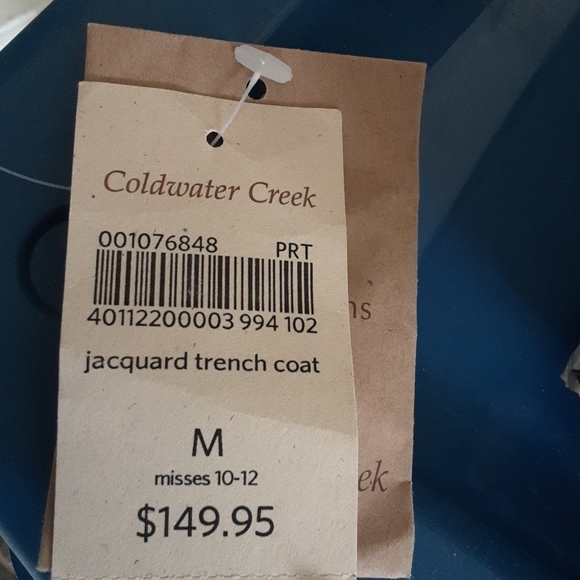 Coldwater Creek
001076848 PRT
40112200003 994 102
jacquard trench coat
M
misses 10-12
$149.95